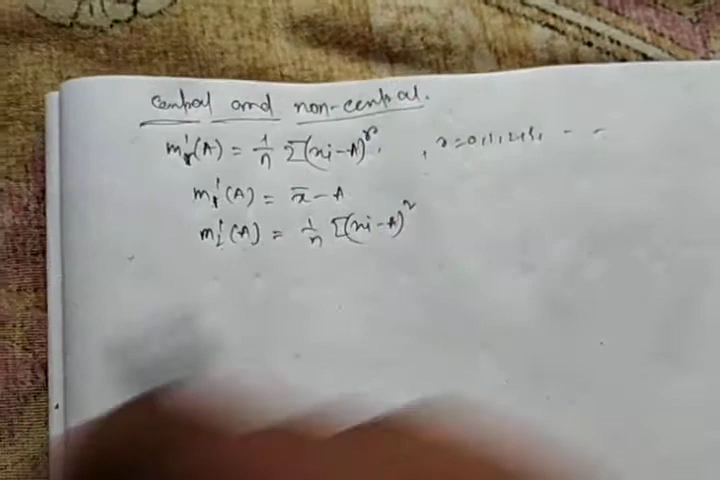 central and non-central.
m'r(A) = 1/n Σ(xi-A)^r, , r=0,1,2,3, - -
m'1(A) = x̄ - A
m'2(A) = 1/n Σ(xi-A)^2